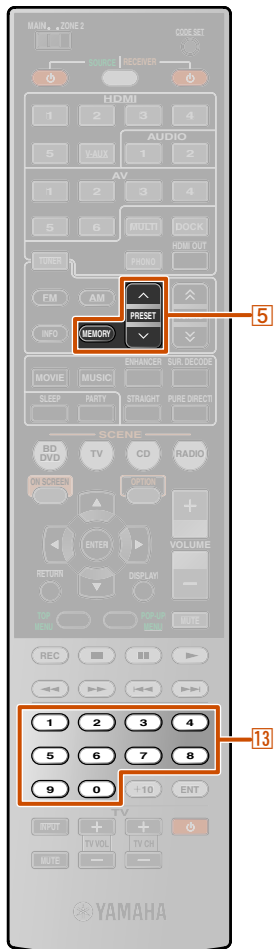 MAIN ZONE 2
CODE SET
SOURCE RECEIVER
HDMI
1 2 3 4
AUDIO
5 V-AUX 1 2
AV
1 2 3 4
5 6 MULTI DOCK
HDMI OUT
TUNER PHONO
FM AM
PRESET
5
INFO MEMORY
ENHANCER SUR. DECODE
MOVIE MUSIC
SLEEP PARTY STRAIGHT PURE DIRECT
SCENE
BD
DVD TV CD RADIO
ON SCREEN OPTION
ENTER
VOLUME
RETURN DISPLAY
TOP
MENU
POP-UP
MENU
MUTE
REC
1 2 3 4
13
5 6 7 8
9 0 +10 ENT
TV
INPUT + +
TV VOL TV CH
MUTE − −
YAMAHA